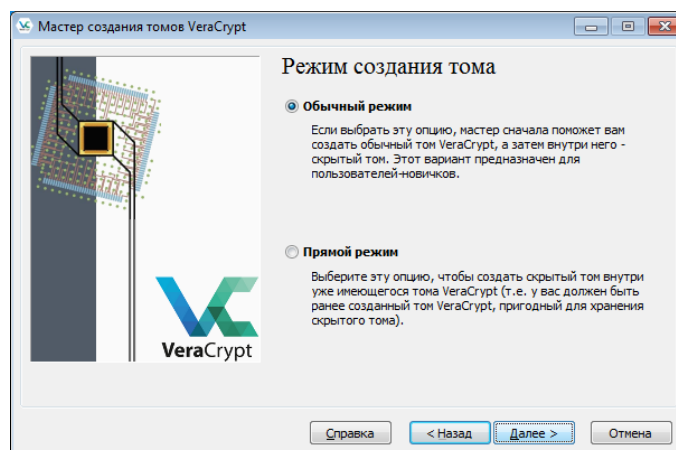 Мастер создания томов VeraCrypt
Режим создания тома
Обычный режим
Если выбрать эту опцию, мастер сначала поможет вам
создать обычный том VeraCrypt, а затем внутри него -
скрытый том. Этот вариант предназначен для
пользователей-новичков.
Прямой режим
Выберите эту опцию, чтобы создать скрытый том внутри
уже имеющегося тома VeraCrypt (т.е. у вас должен быть
ранее созданный том VeraCrypt, пригодный для хранения
скрытого тома).
VeraCrypt
Справка
< Назад
Далее >
Отмена